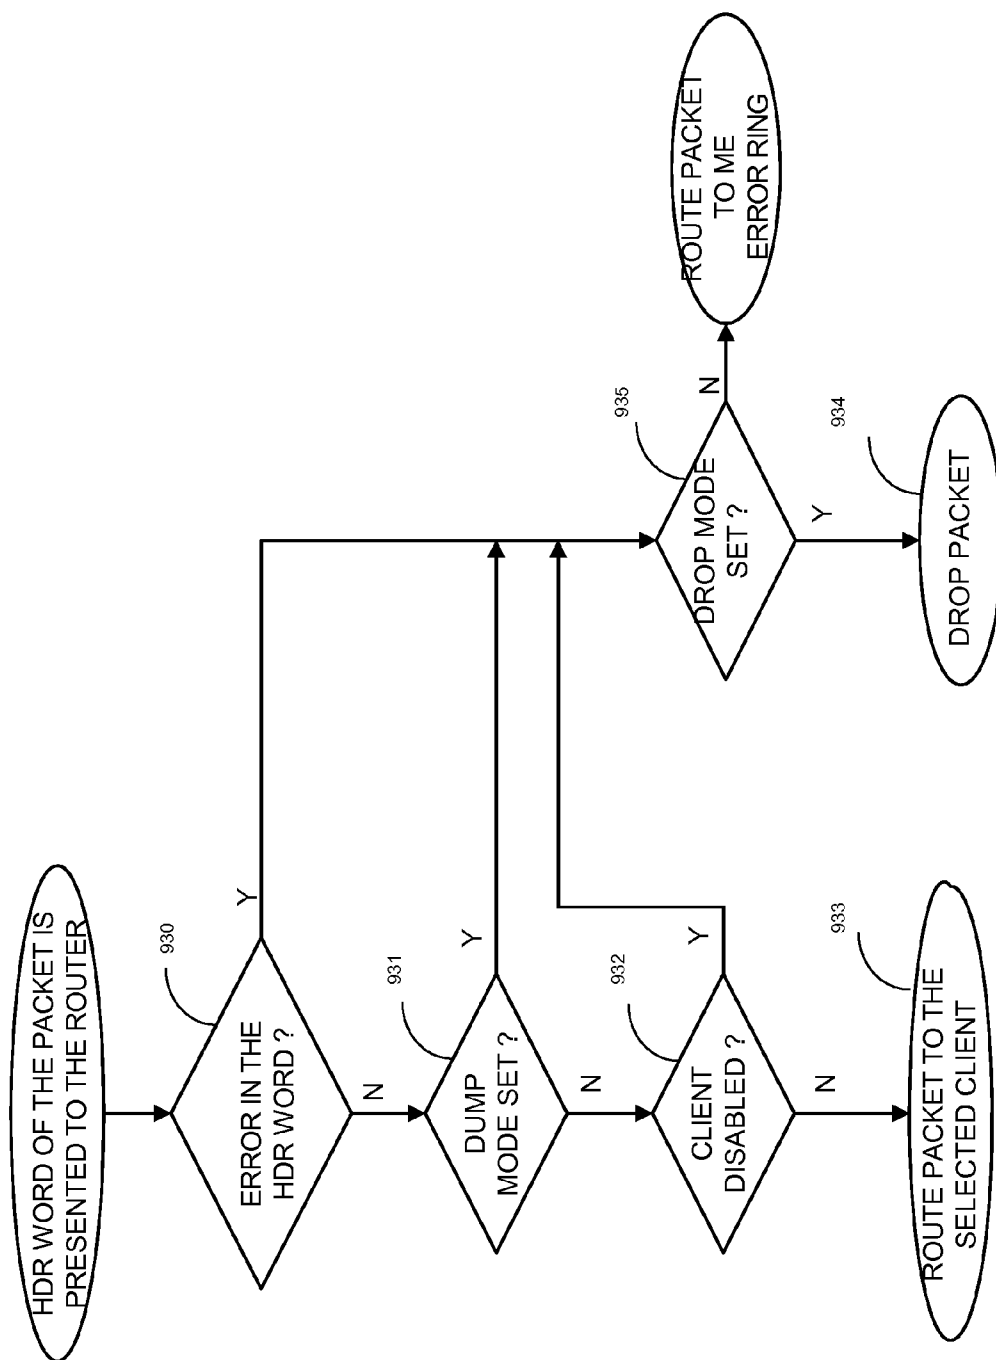 HDR WORD OF THE PACKET IS
PRESENTED TO THE ROUTER
930
ERROR IN THE
HDR WORD ?
Y
N
931
DUMP
MODE SET ?
Y
N
932
CLIENT
DISABLED ?
Y
N
933
ROUTE PACKET TO THE
SELECTED CLIENT
935
DROP MODE
SET ?
N
Y
ROUTE PACKET
TO ME
ERROR RING
934
DROP PACKET